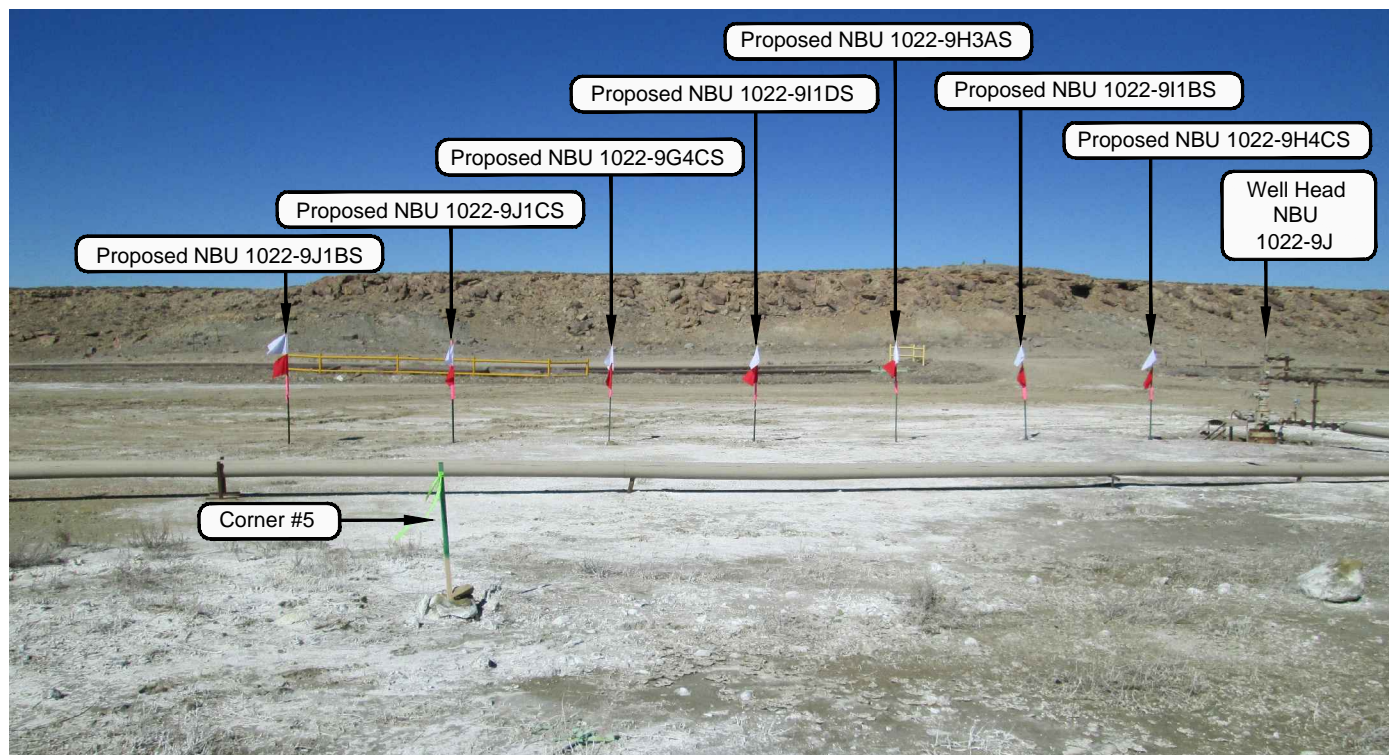 Proposed NBU 1022-9H3AS
Proposed NBU 1022-9I1DS
Proposed NBU 1022-9I1BS
Proposed NBU 1022-9G4CS
Proposed NBU 1022-9H4CS
Proposed NBU 1022-9J1CS
Well Head
NBU
1022-9J
Proposed NBU 1022-9J1BS
Corner #5